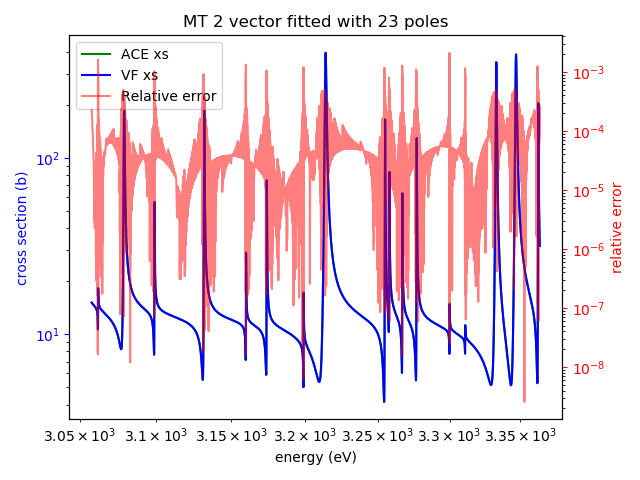 MT 2 vector fitted with 23 poles
ACE xs
VF xs
Relative error
cross section (b)
10²
10¹
relative error
10⁻³
10⁻⁴
10⁻⁵
10⁻⁶
10⁻⁷
10⁻⁸
3.05 × 10³ 3.1 × 10³ 3.15 × 10³ 3.2 × 10³ 3.25 × 10³ 3.3 × 10³ 3.35 × 10³
energy (eV)